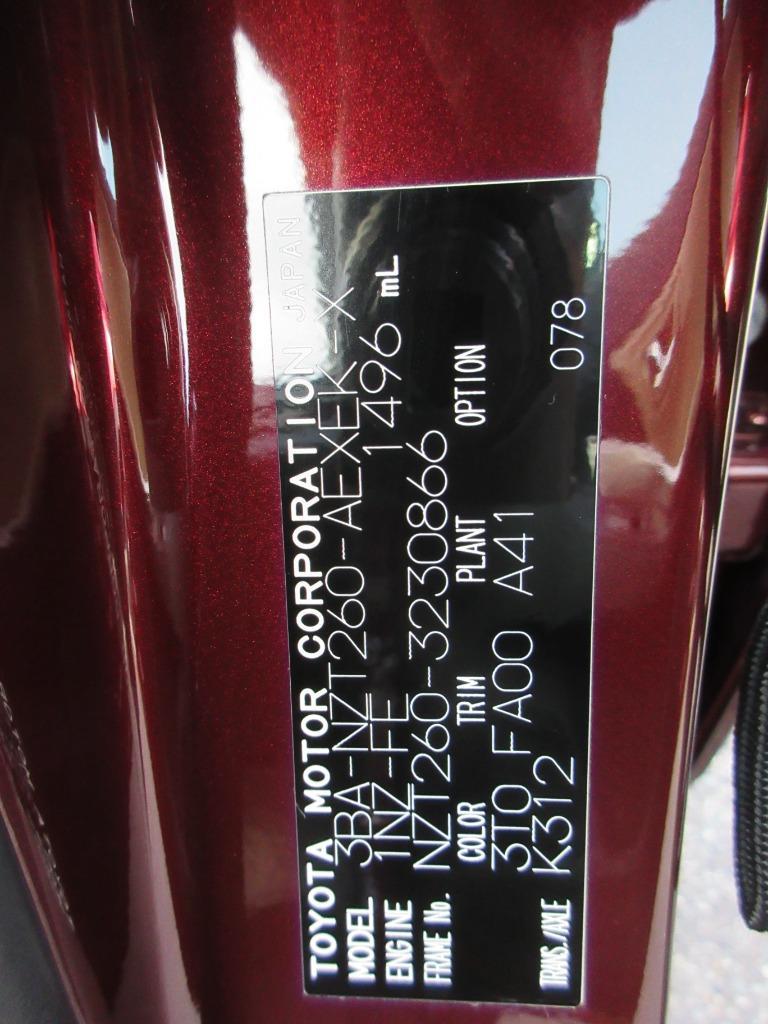 TOYOTA MOTOR CORPORATION JAPAN
MODEL 3BA-NZT260-AEXEK-X
ENGINE 1NZ-FE 1496 mL
FRAME No. NZT260-3230866
COLOR TRIM PLANT OPTION
3T0 FA00 A41
TRANS./AXLE K312 078